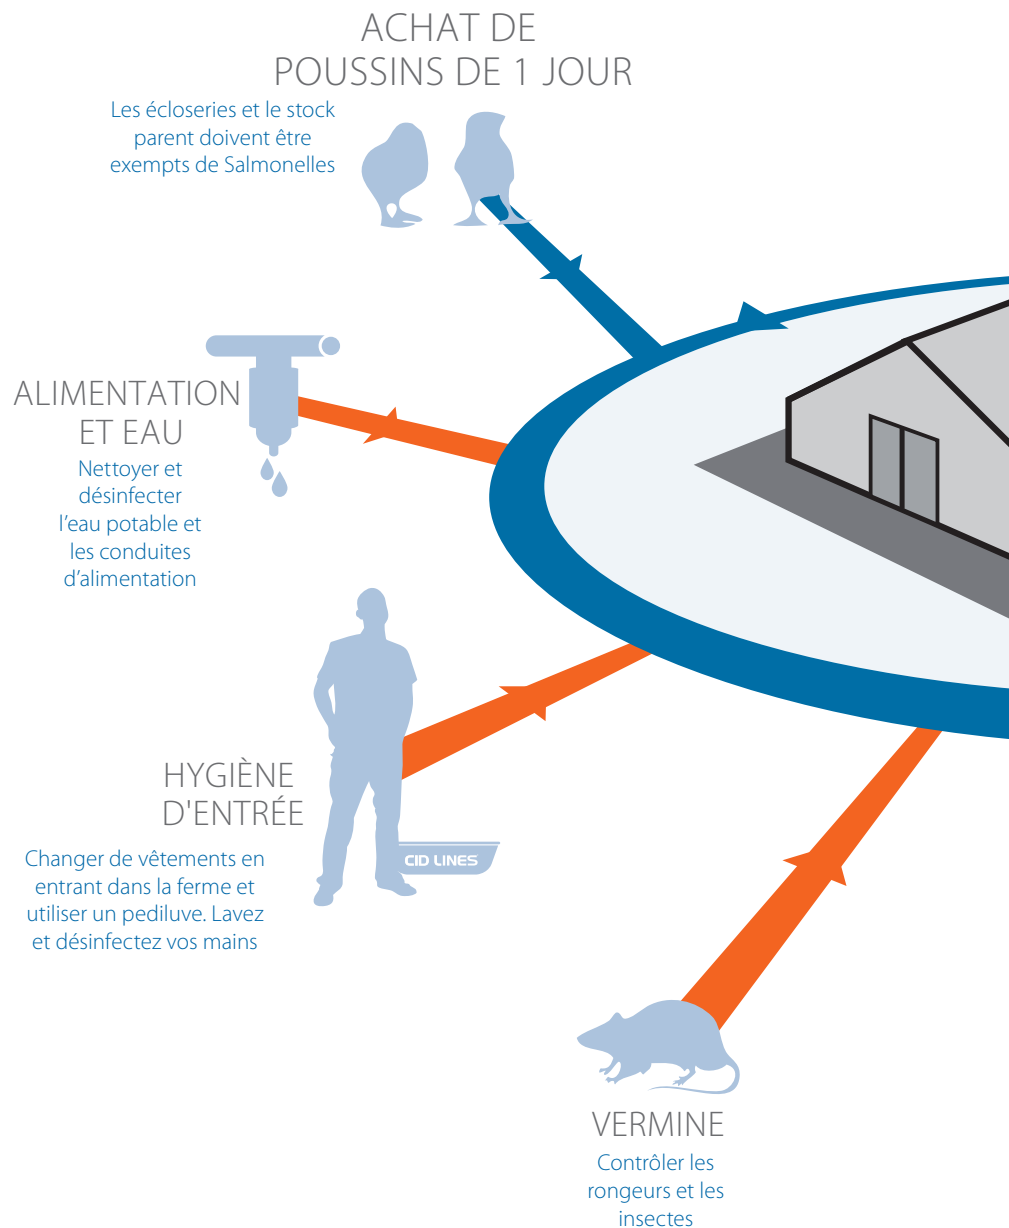 ACHAT DE
POUSSINS DE 1 JOUR
Les écloseries et le stock
parent doivent être
exempts de Salmonelles
ALIMENTATION
ET EAU
Nettoyer et
désinfecter
l'eau potable et
les conduites
d'alimentation
HYGIÈNE
D'ENTRÉE
Changer de vêtements en
entrant dans la ferme et
utiliser un pediluve. Lavez
et désinfectez vos mains
CID LINES
VERMINE
Contrôler les
rongeurs et les
insectes